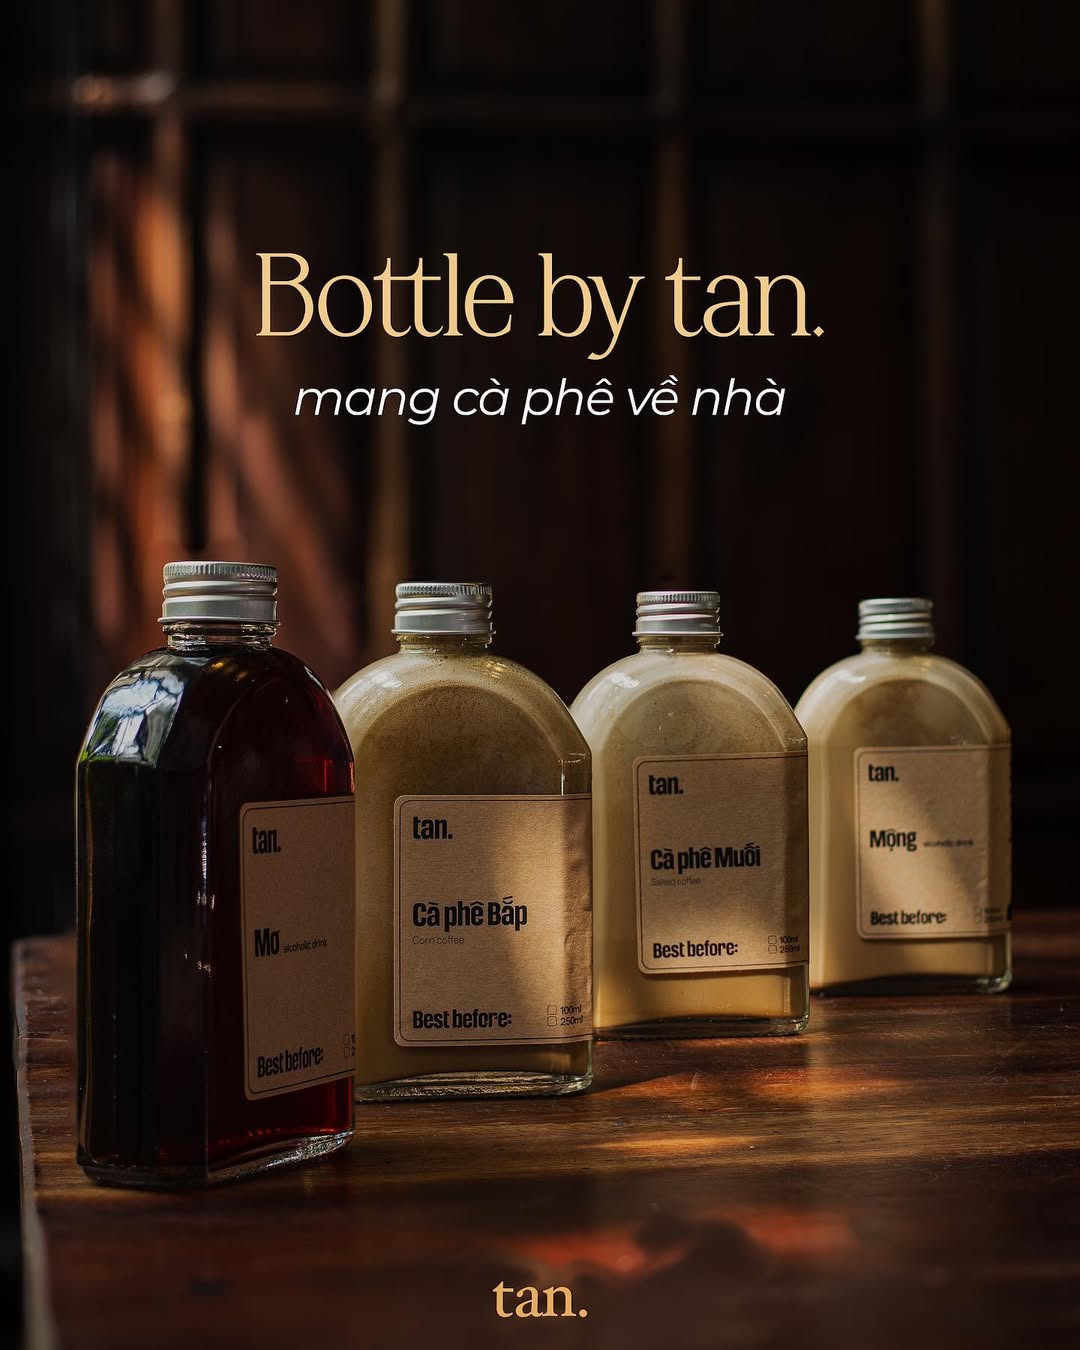 Bottle by tan.
mang cà phê về nhà
tan.
Mơ alcoholic drink
Best before:
tan.
Cà phê Bắp
Corn coffee
Best before:
100ml
250ml
tan.
Cà phê Muối
Salted coffee
Best before:
100ml
250ml
tan.
Mộng alcoholic drink
Best before:
tan.